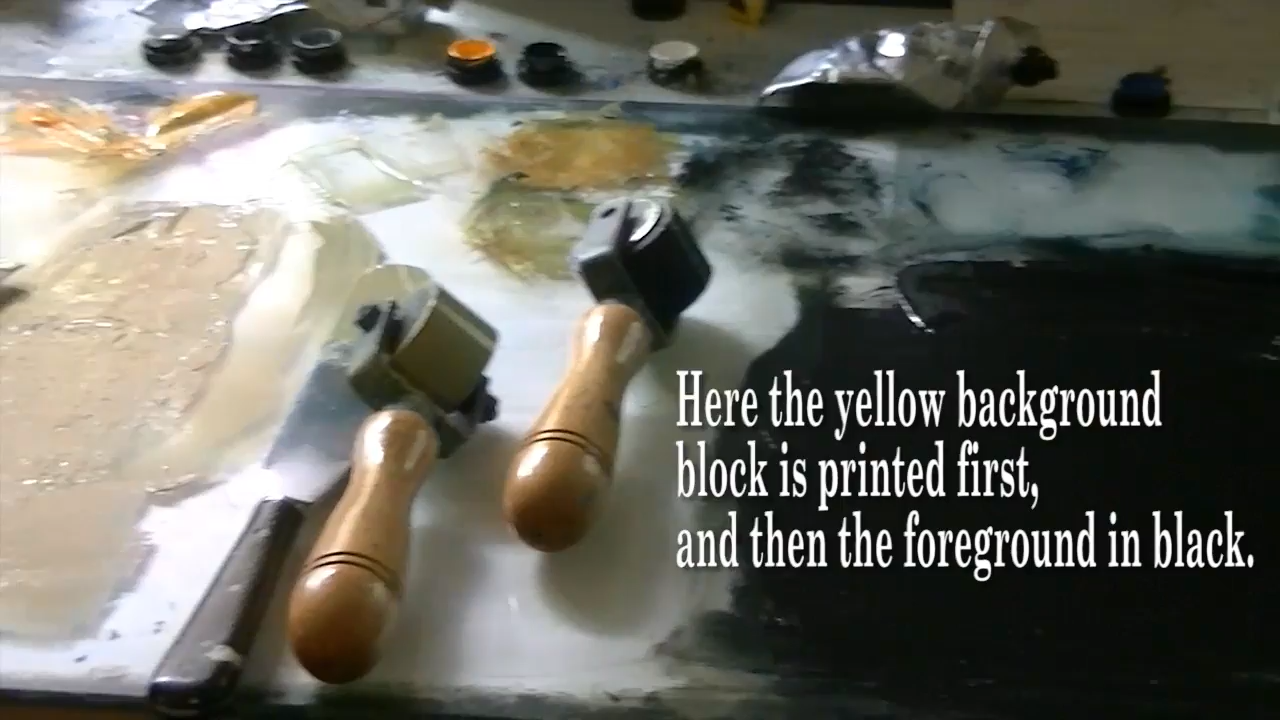 Here the yellow background
block is printed first,
and then the foreground in black.